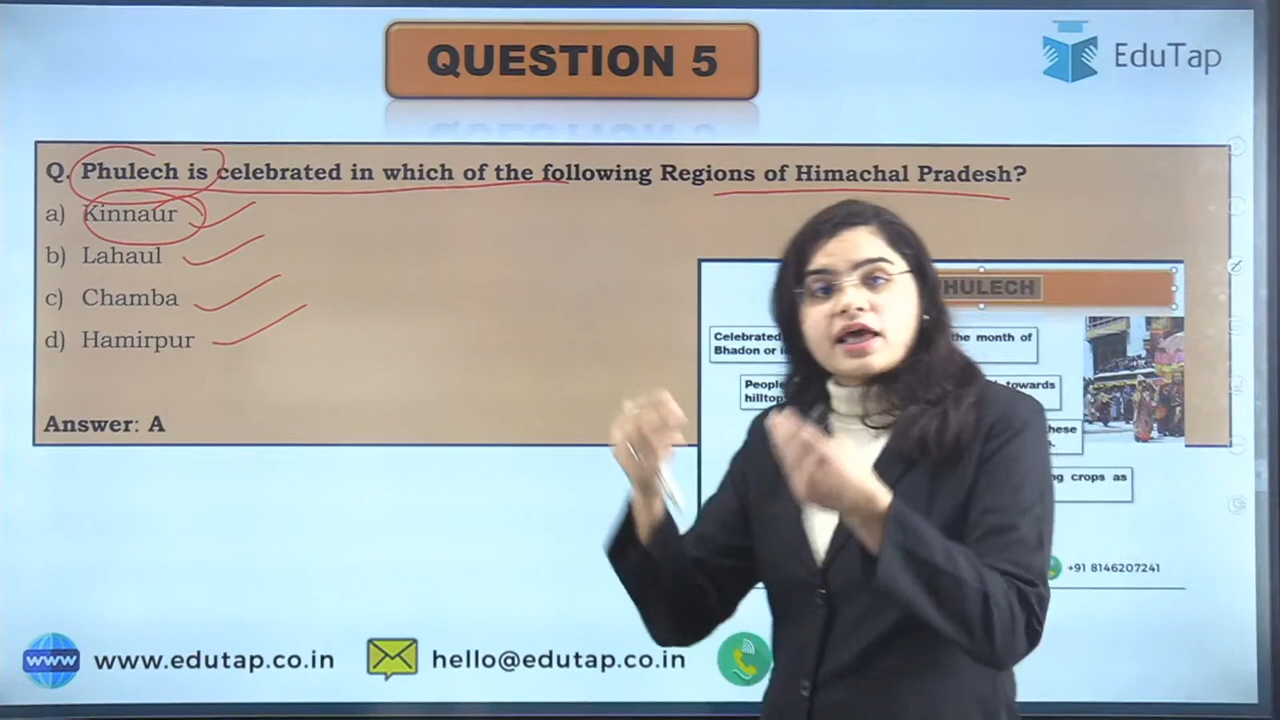 QUESTION 5
EduTap
Q. Phulech is celebrated in which of the following Regions of Himachal Pradesh?
a) Kinnaur
b) Lahaul
c) Chamba
d) Hamirpur
Answer: A
HULECH
Celebrated the month of
Bhadon or
People towards
hilltop
these
crops as
+91 8146207241
www www.edutap.co.in hello@edutap.co.in